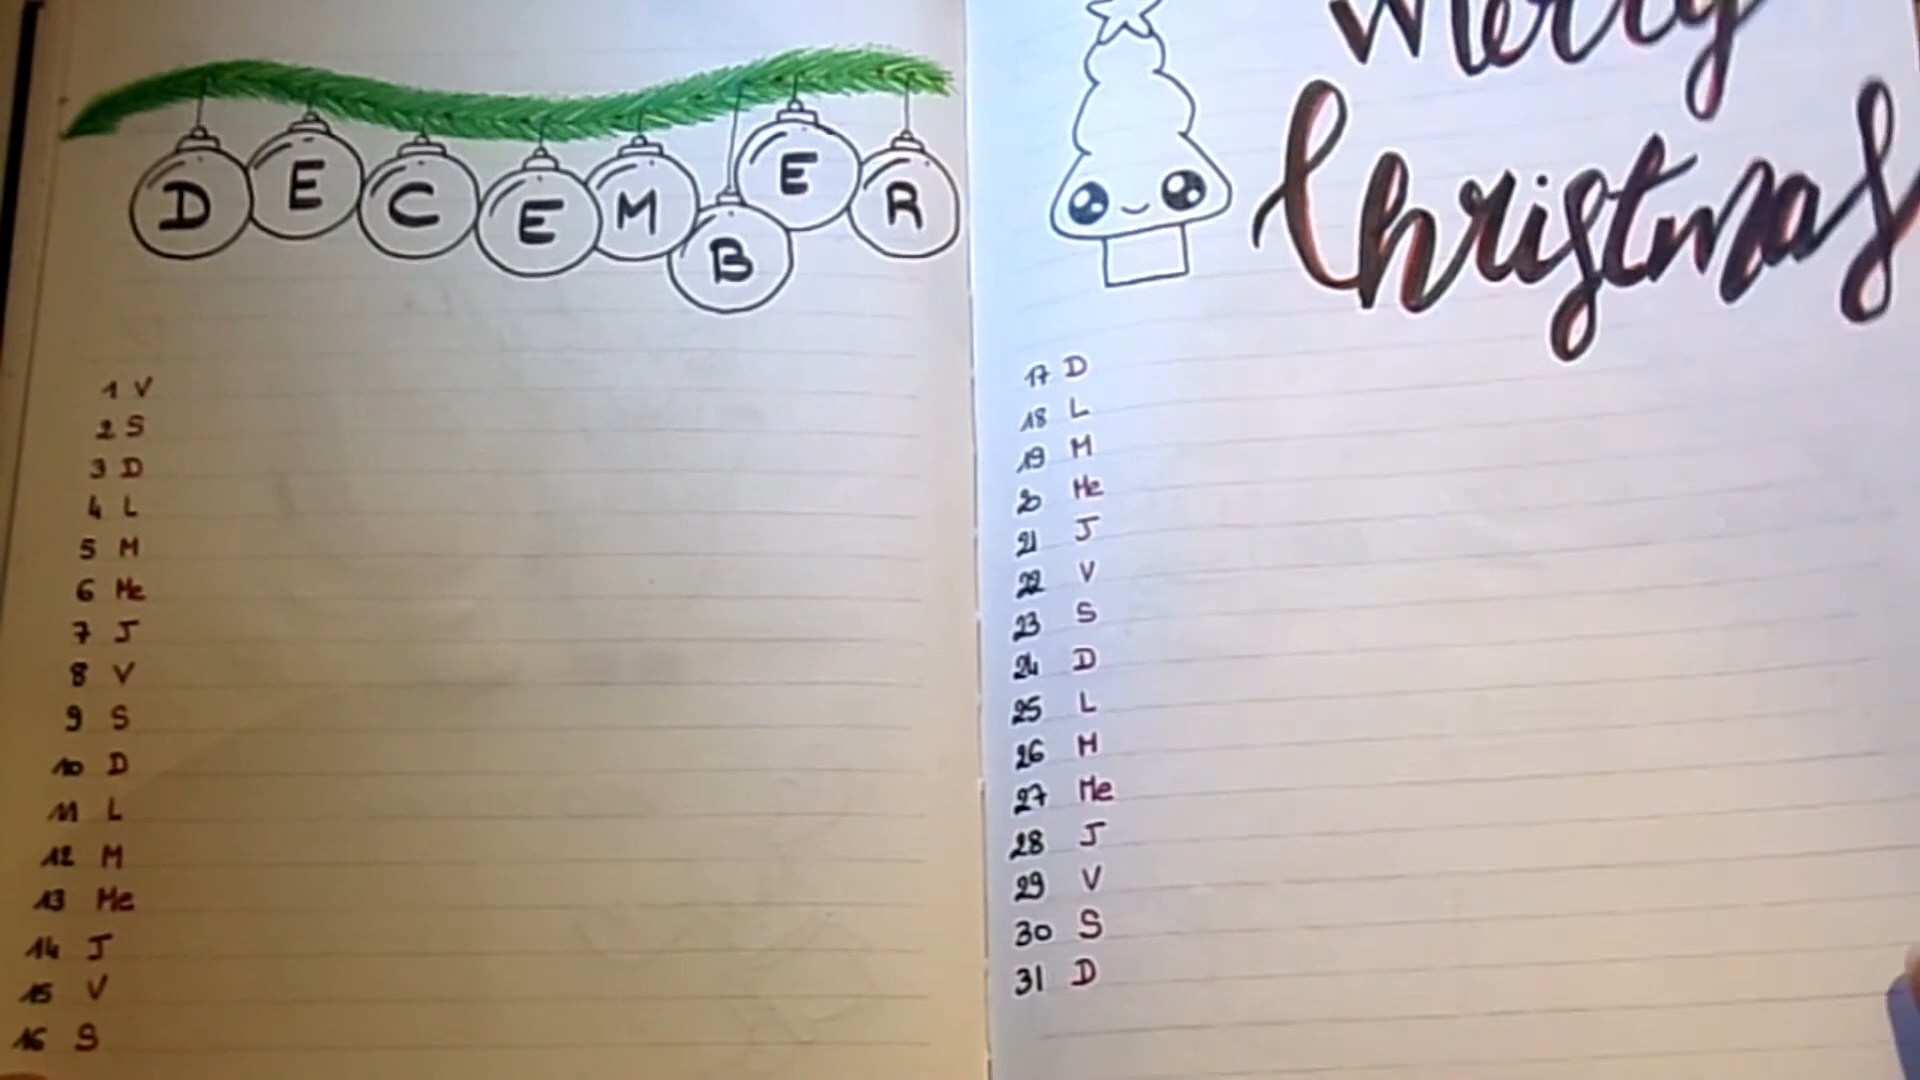 DECEMBER
1 V
2 S
3 D
4 L
5 M
6 Me
7 J
8 V
9 S
10 D
11 L
12 M
13 Me
14 J
15 V
16 S
Merry
Christmas
17 D
18 L
19 M
20 Me
21 J
22 V
23 S
24 D
25 L
26 M
27 Me
28 J
29 V
30 S
31 D